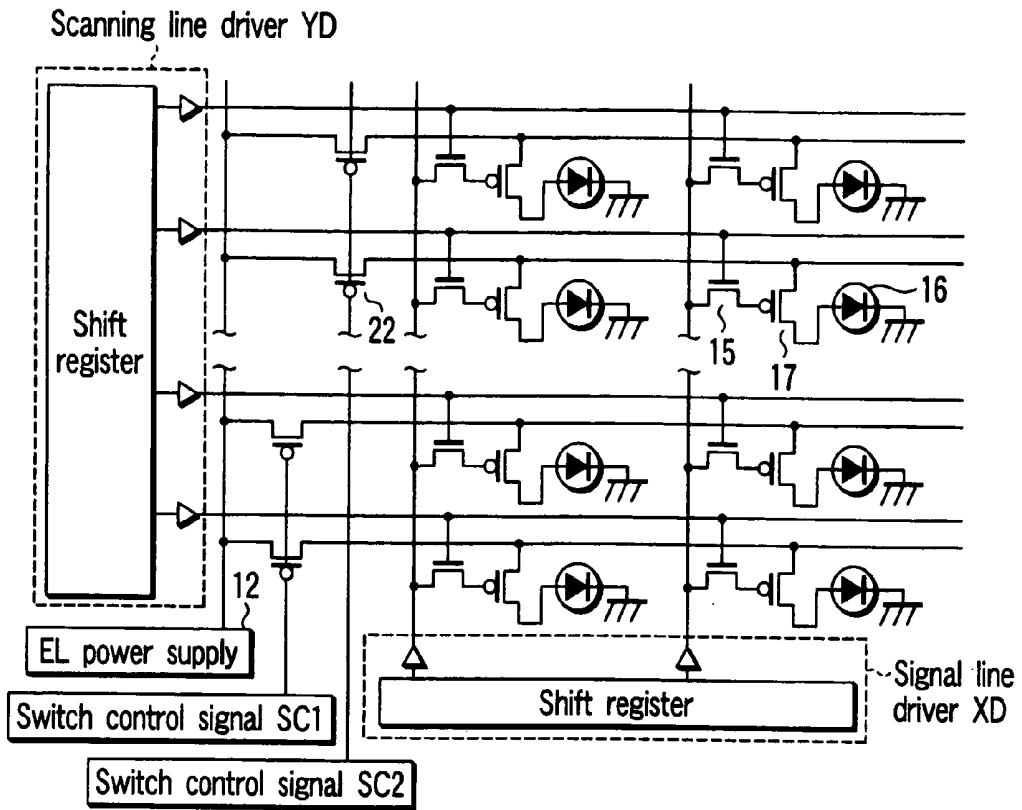 Scanning line driver YD
Shift
register
22
15
16
17
12
EL power supply
Switch control signal SC1
Switch control signal SC2
Shift register
Signal line
driver XD